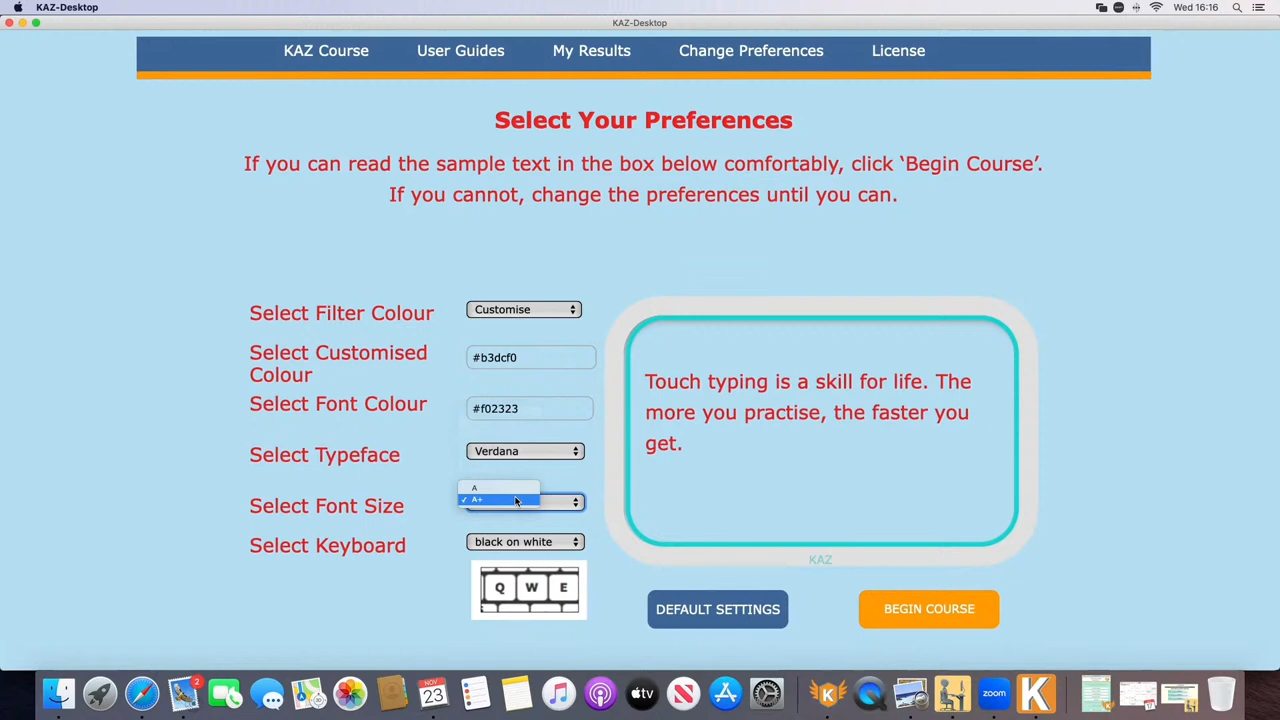 KAZ-Desktop
Wed 16:16
KAZ-Desktop
KAZ Course User Guides My Results Change Preferences License
Select Your Preferences
If you can read the sample text in the box below comfortably, click ‘Begin Course’.
If you cannot, change the preferences until you can.
Select Filter Colour Customise
Select Customised
Colour
#b3dcf0
Select Font Colour #f02323
Select Typeface Verdana
Select Font Size
A
✓ A+
Select Keyboard black on white
Q W E
Touch typing is a skill for life. The
more you practise, the faster you
get.
KAZ
DEFAULT SETTINGS BEGIN COURSE
2
NOV
23
tv
zoom
K
K